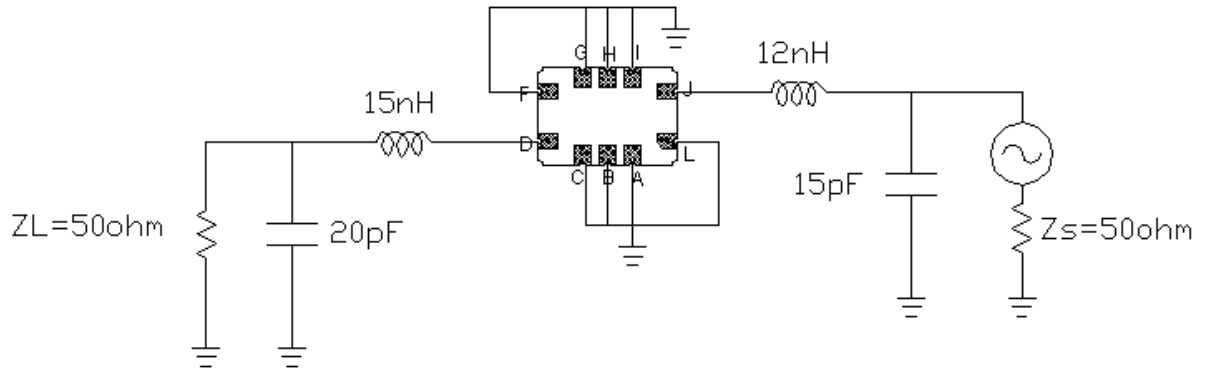 G H I
12nH
F
J
15nH
D
L
C B A
15pF
ZL=50ohm
20pF
Zs=50ohm